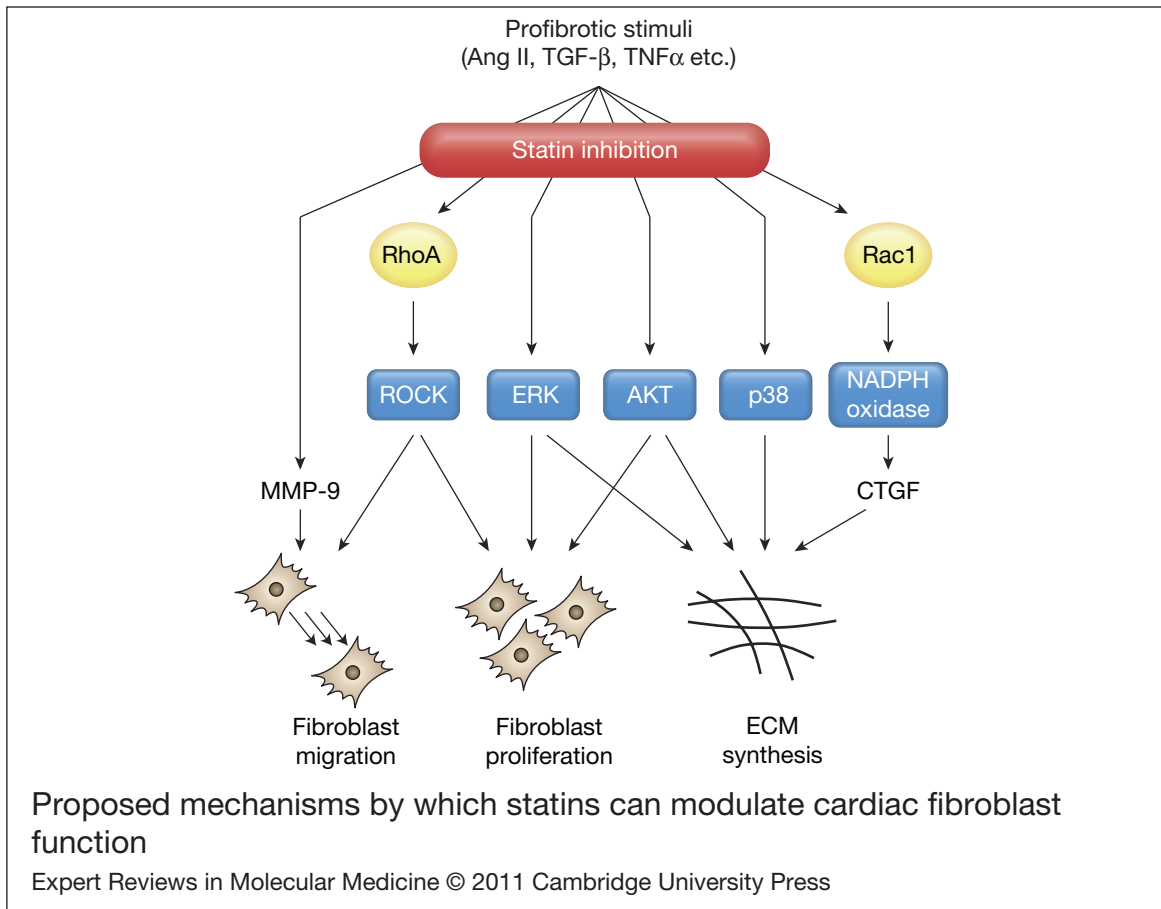 Profibrotic stimuli
(Ang II, TGF-β, TNFα etc.)
Statin inhibition
RhoA
Rac1
ROCK
ERK
AKT
p38
NADPH
oxidase
MMP-9
CTGF
Fibroblast
migration
Fibroblast
proliferation
ECM
synthesis
Proposed mechanisms by which statins can modulate cardiac fibroblast
function
Expert Reviews in Molecular Medicine © 2011 Cambridge University Press